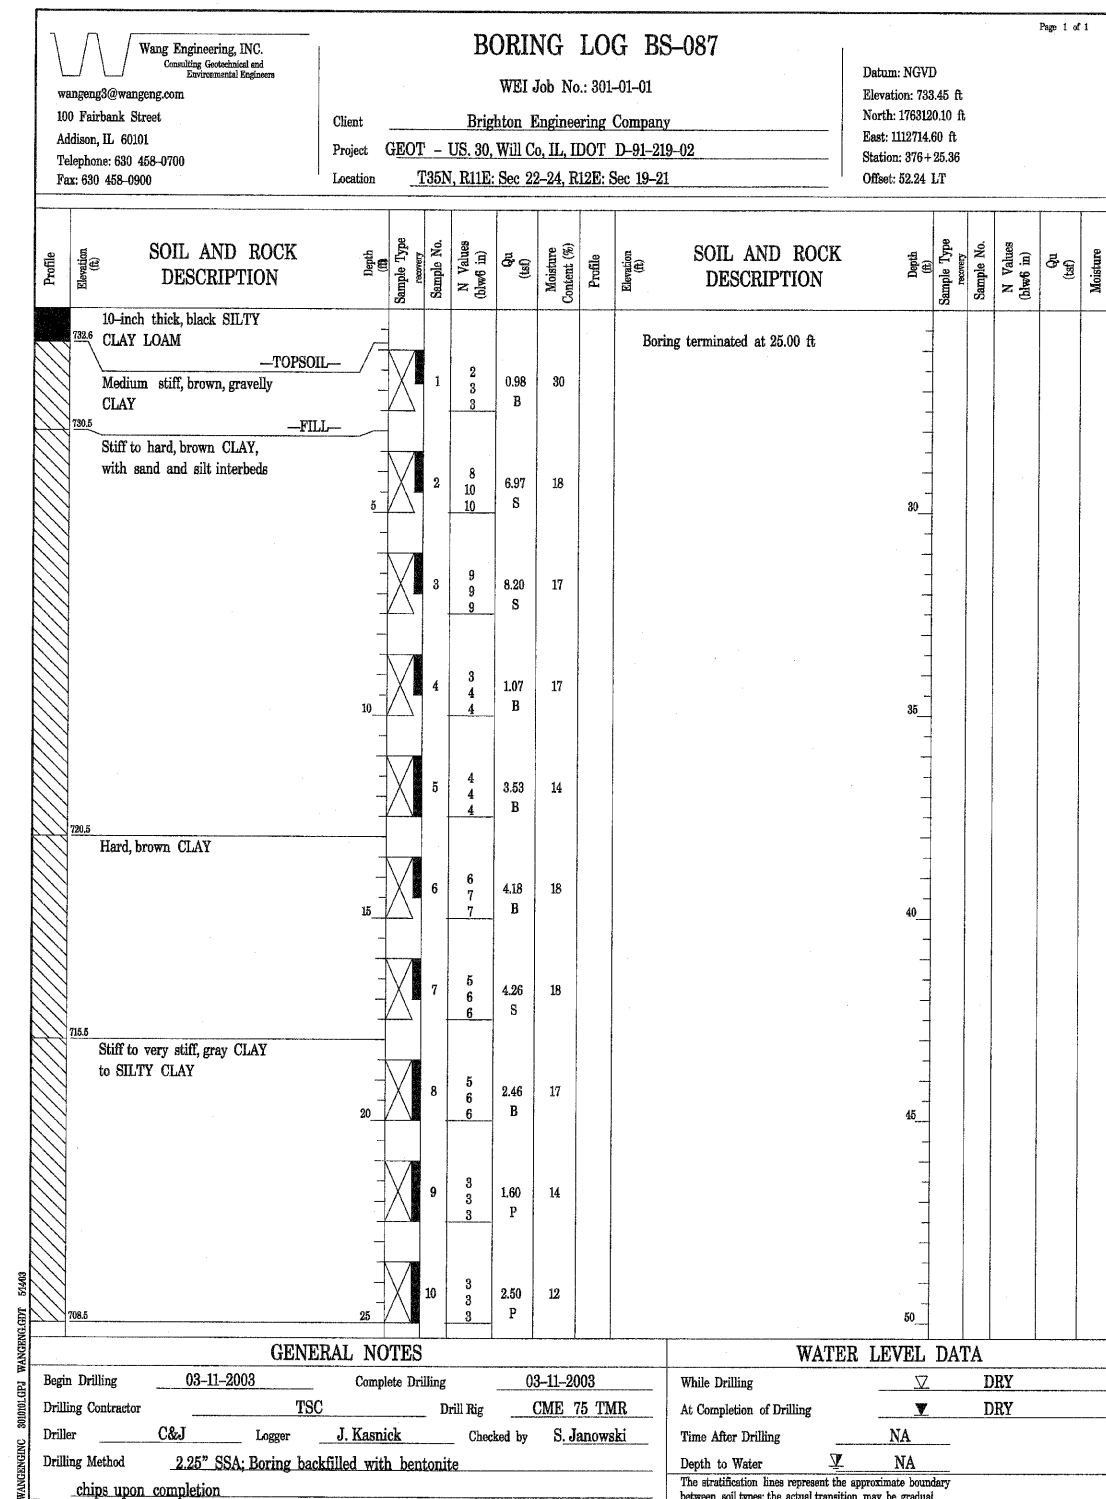 Page 1 of 1
Wang Engineering, INC.
Consulting Geotechnical and
Environmental Engineers
wangeng3@wangeng.com
100 Fairbank Street
Addison, IL 60101
Telephone: 630 458-0700
Fax: 630 458-0900
BORING LOG BS-087
WEI Job No.: 301-01-01
Client Brighton Engineering Company
Project GEOT - US. 30, Will Co, IL, IDOT D-91-219-02
Location T35N, R11E: Sec 22-24, R12E: Sec 19-21
Datum: NGVD
Elevation: 733.45 ft
North: 1763120.10 ft
East: 1112714.60 ft
Station: 376+25.36
Offset: 52.24 LT
Profile
Elevation (ft)
SOIL AND ROCK
DESCRIPTION
Depth (ft)
Sample Type
recovery
Sample No.
N Values (blw/6 in)
Qu (tsf)
Moisture Content (%)
Profile
Elevation (ft)
SOIL AND ROCK
DESCRIPTION
Depth (ft)
Sample Type
recovery
Sample No.
N Values (blw/6 in)
Qu (tsf)
Moisture
10-inch thick, black SILTY
732.6 CLAY LOAM
—TOPSOIL—
Medium stiff, brown, gravelly
CLAY
730.5
—FILL—
Stiff to hard, brown CLAY,
with sand and silt interbeds
1 2 3 3 0.98 B 30
5
2 8 10 10 6.97 S 18
3 9 9 9 8.20 S 17
10
4 3 4 4 1.07 B 17
5 4 4 4 3.53 B 14
720.5
Hard, brown CLAY
15
6 6 7 7 4.18 B 18
7 5 6 6 4.26 S 18
715.5
Stiff to very stiff, gray CLAY
to SILTY CLAY
20
8 5 6 6 2.46 B 17
9 3 3 3 1.60 P 14
708.5
25
10 3 3 3 2.50 P 12
Boring terminated at 25.00 ft
30
35
40
45
50
GENERAL NOTES
Begin Drilling 03-11-2003 Complete Drilling 03-11-2003
Drilling Contractor TSC Drill Rig CME 75 TMR
Driller C&J Logger J. Kasnick Checked by S. Janowski
Drilling Method 2.25" SSA; Boring backfilled with bentonite
chips upon completion
WATER LEVEL DATA
While Drilling DRY
At Completion of Drilling DRY
Time After Drilling NA
Depth to Water NA
The stratification lines represent the approximate boundary
between soil types; the actual transition may be gradual.
WANGENGINC 3010101.GPJ WANGENG.GDT